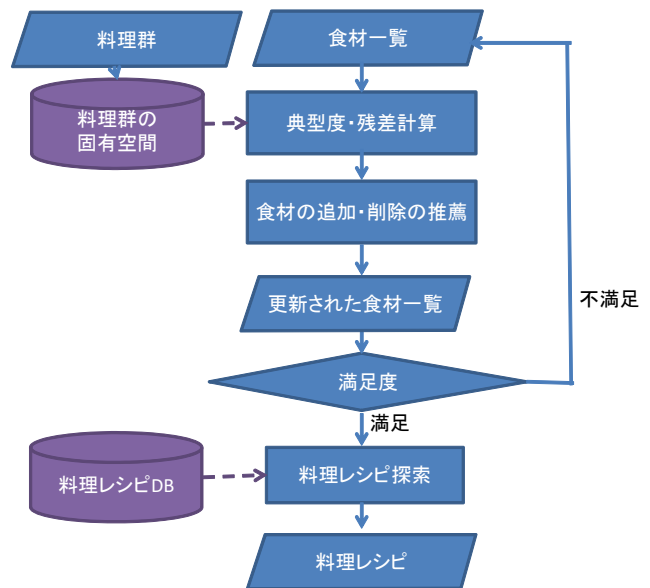 料理群
食材一覧
料理群の
固有空間
典型度・残差計算
食材の追加・削除の推薦
更新された食材一覧
不満足
満足度
満足
料理レシピDB
料理レシピ探索
料理レシピ